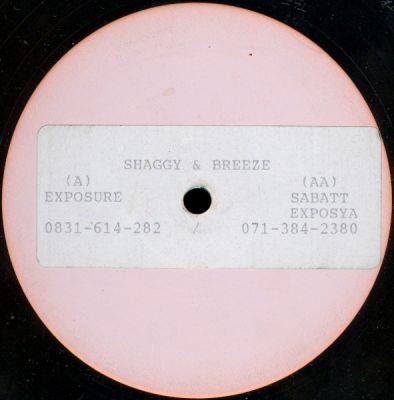 SHAGGY & BREEZE
(A) (AA)
EXPOSURE SABATT
EXPOSYA
0831-614-282 / 071-384-2380